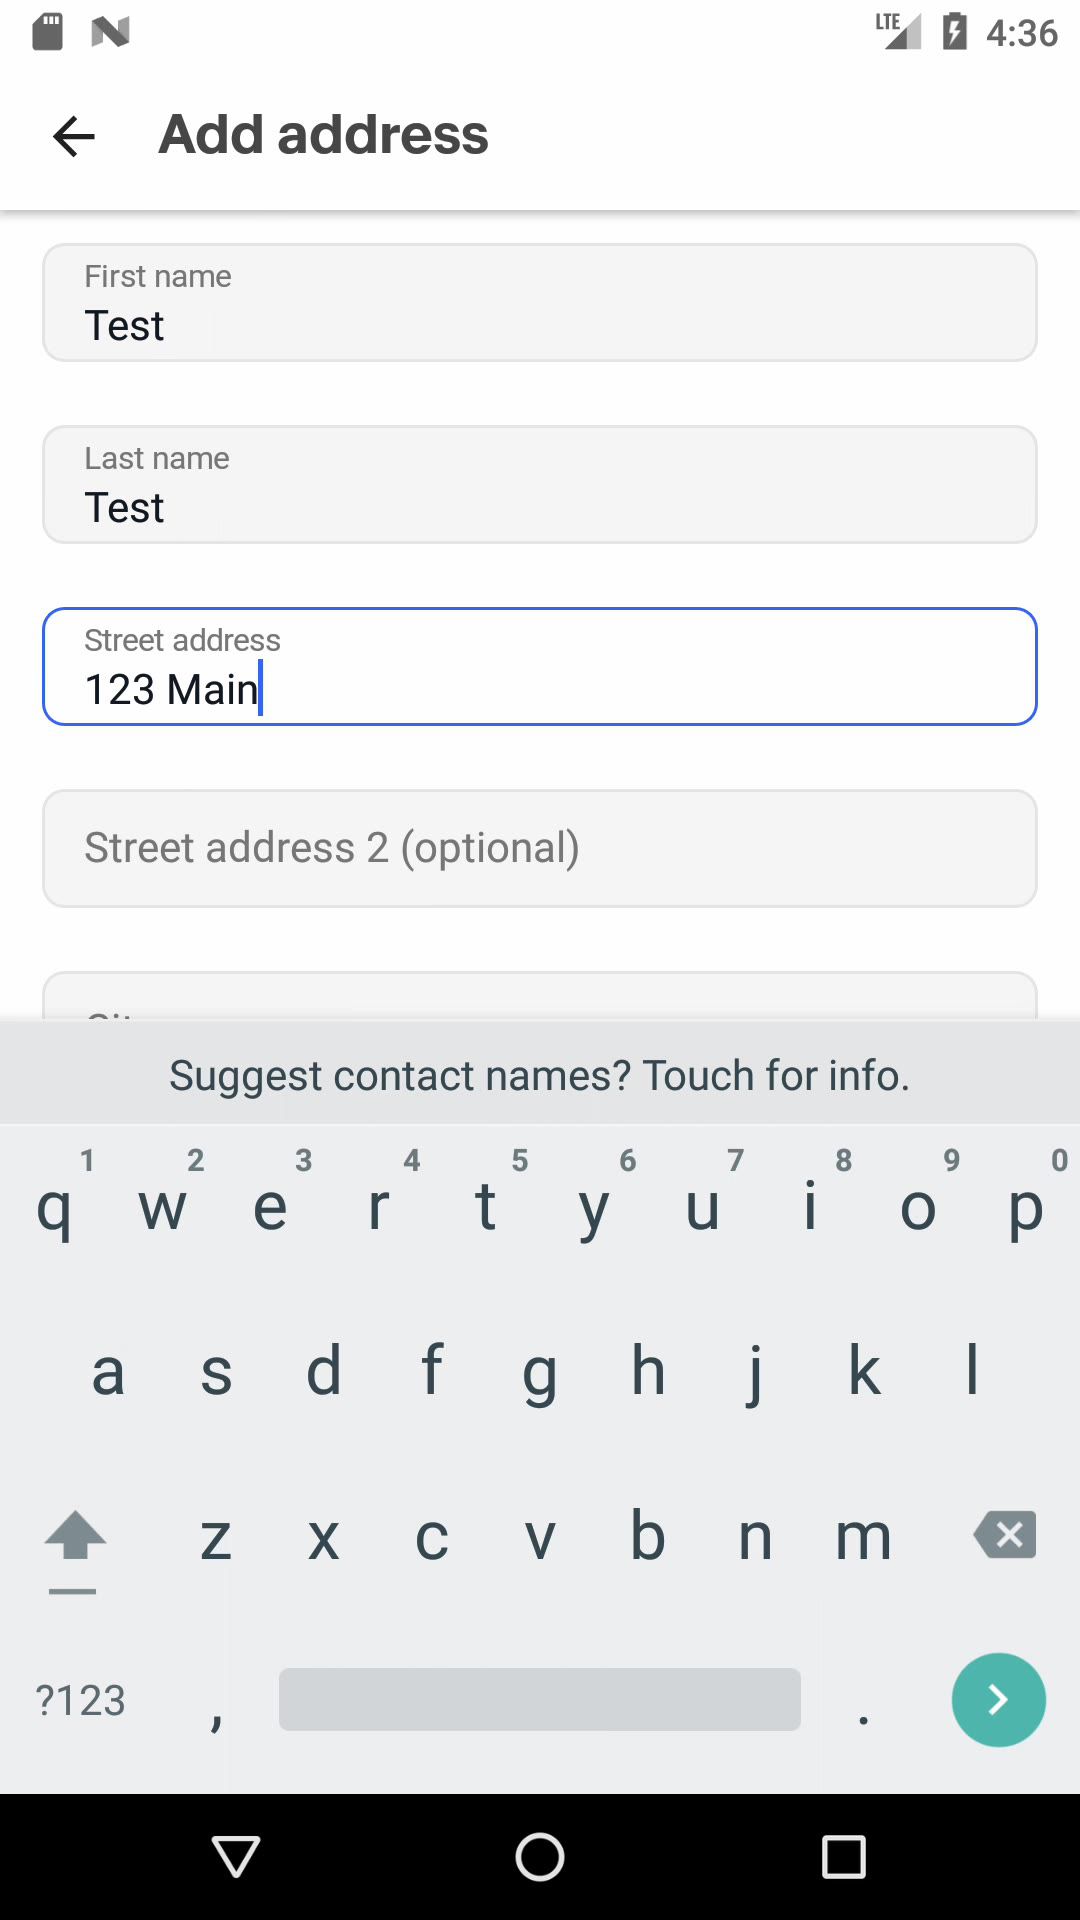 LTE 4:36
Add address
First name
Test
Last name
Test
Street address
123 Main
Street address 2 (optional)
Suggest contact names? Touch for info.
1 2 3 4 5 6 7 8 9 0
q w e r t y u i o p
a s d f g h j k l
z x c v b n m
?123 , .